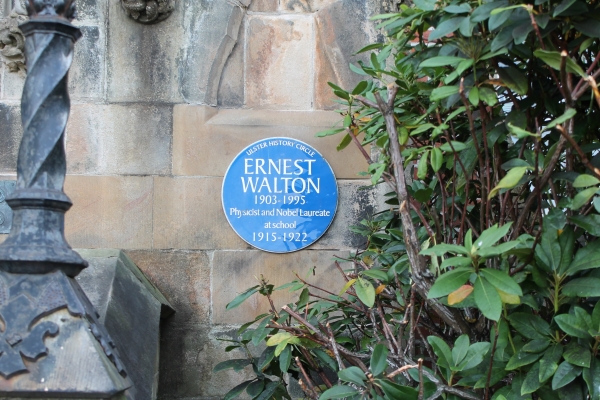 ULSTER HISTORY CIRCLE
ERNEST
WALTON
1903-1995
Physicist and Nobel Laureate
at school
1915-1922